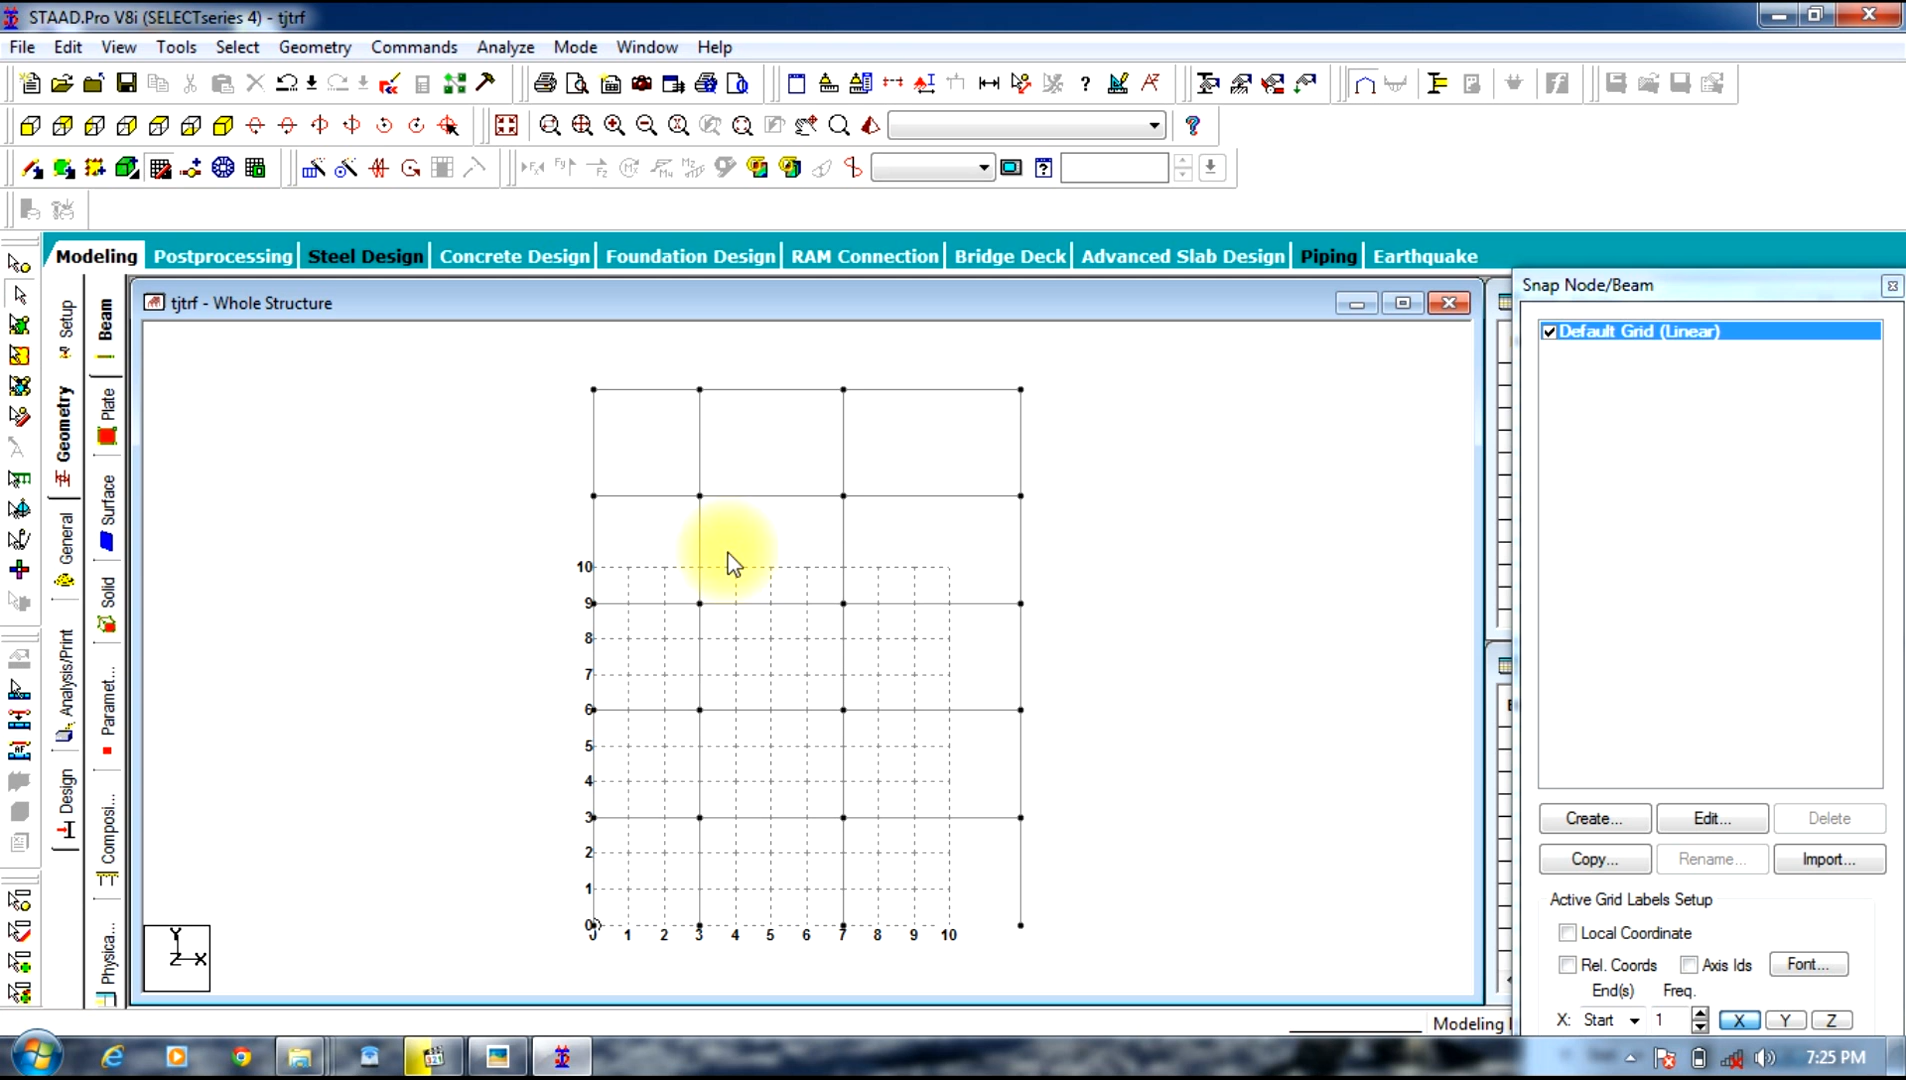 STAAD.Pro V8i (SELECTseries 4) - tjtrf
File Edit View Tools Select Geometry Commands Analyze Mode Window Help
Modeling Postprocessing Steel Design Concrete Design Foundation Design RAM Connection Bridge Deck Advanced Slab Design Piping Earthquake
Setup
Geometry
General
Analysis/Print
Design
Beam
Plate
Surface
Solid
Paramet...
Composi...
Physica...
tjtrf - Whole Structure
10
9
8
7
6
5
4
3
2
1
0
1 2 3 4 5 6 7 8 9 10
Y
Z X
Snap Node/Beam
Default Grid (Linear)
Create... Edit... Delete
Copy... Rename... Import...
Active Grid Labels Setup
Local Coordinate
Rel. Coords Axis Ids Font...
End(s) Freq.
X: Start 1 X Y Z
Modeling
7:25 PM